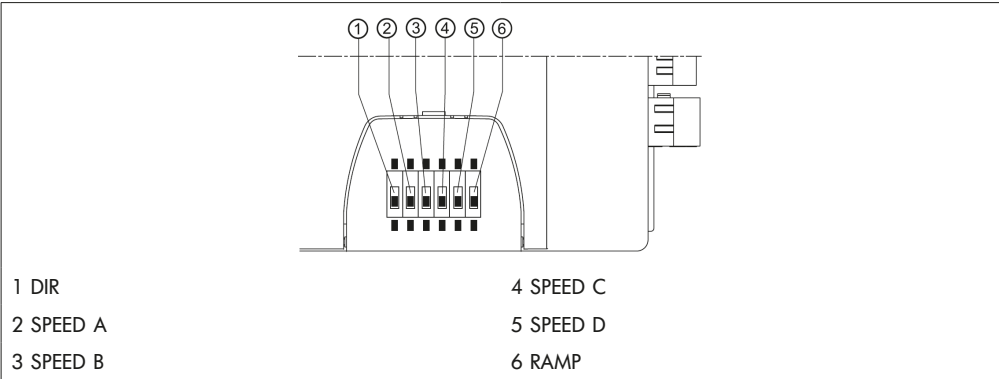 ① ② ③ ④ ⑤ ⑥
1 DIR
2 SPEED A
3 SPEED B
4 SPEED C
5 SPEED D
6 RAMP